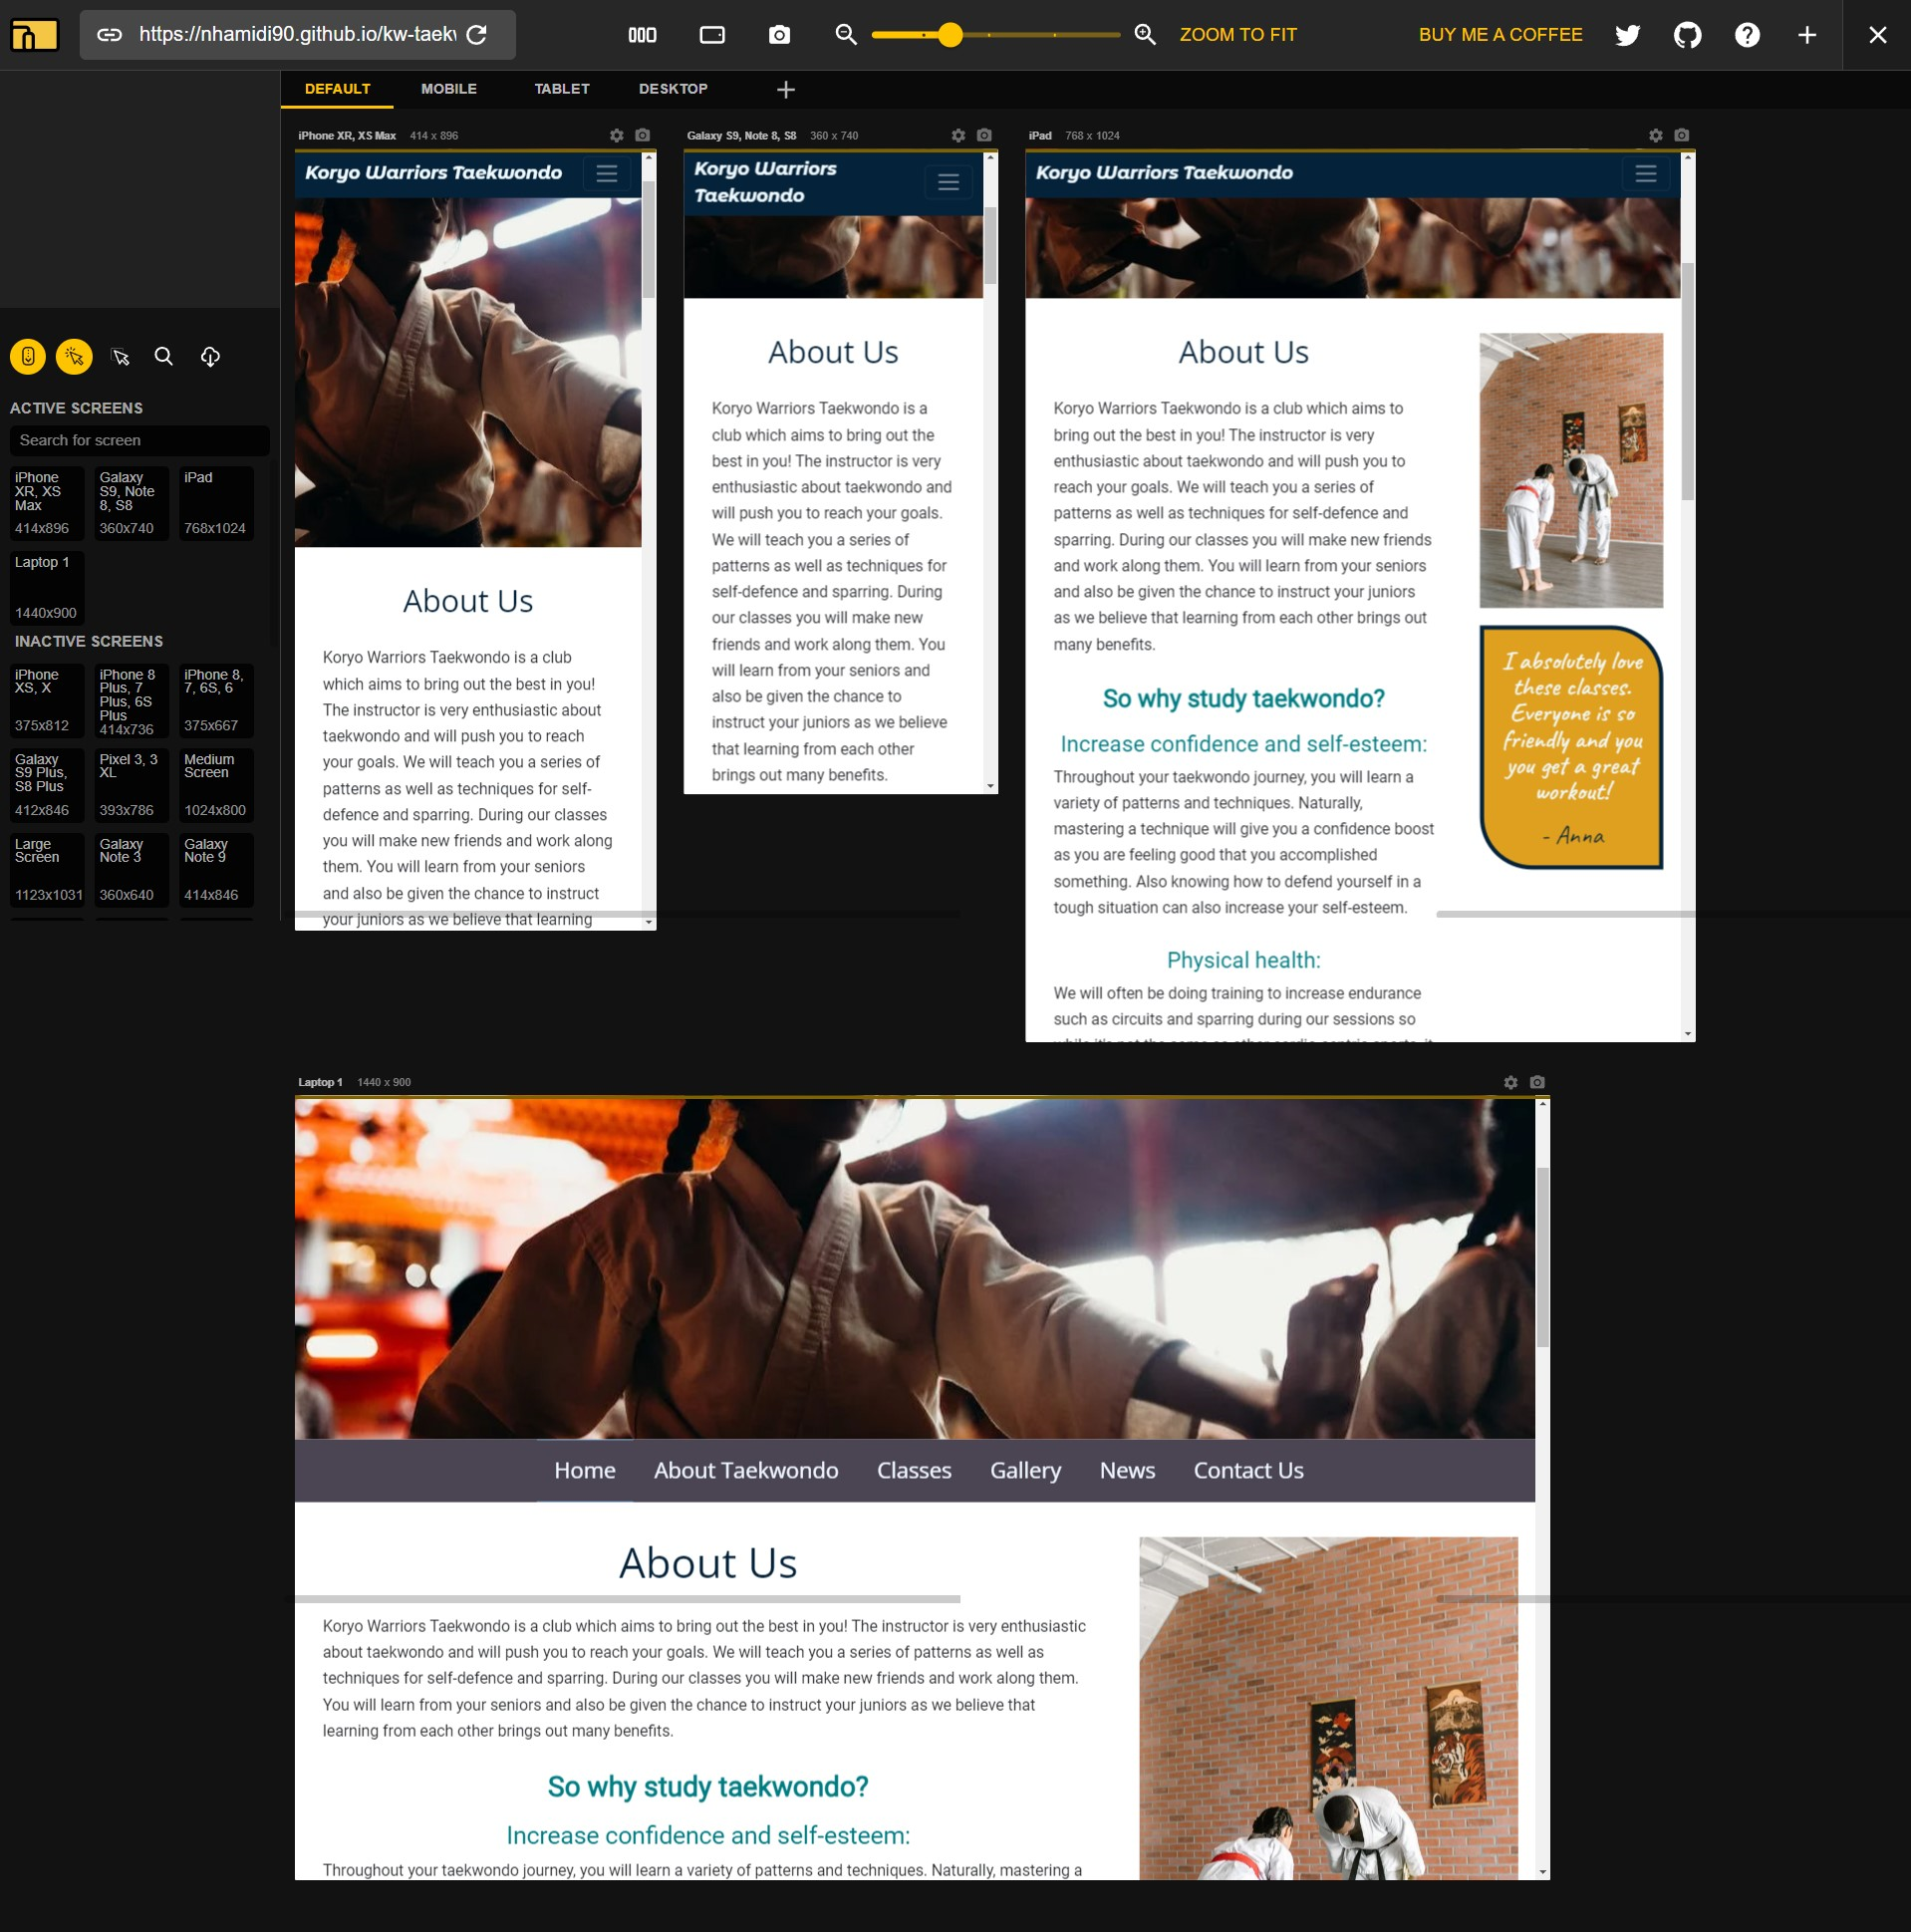 https://nhamidi90.github.io/kw-taek
ZOOM TO FIT
BUY ME A COFFEE
DEFAULT
MOBILE
TABLET
DESKTOP
ACTIVE SCREENS
Search for screen
iPhone
XR, XS
Max
414x896
Galaxy
S9, Note
8, S8
360x740
iPad
768x1024
Laptop 1
1440x900
INACTIVE SCREENS
iPhone
XS, X
375x812
iPhone 8
Plus, 7
Plus, 6S
Plus
414x736
iPhone 8,
7, 6S, 6
375x667
Galaxy
S9 Plus,
S8 Plus
412x846
Pixel 3, 3
XL
393x786
Medium
Screen
1024x800
Large
Screen
1123x1031
Galaxy
Note 3
360x640
Galaxy
Note 9
414x846
iPhone XR, XS Max 414 x 896
Koryo Warriors Taekwondo
About Us
Koryo Warriors Taekwondo is a club
which aims to bring out the best in you!
The instructor is very enthusiastic about
taekwondo and will push you to reach
your goals. We will teach you a series of
patterns as well as techniques for self-
defence and sparring. During our classes
you will make new friends and work along
them. You will learn from your seniors
and also be given the chance to instruct
your juniors as we believe that learning
Galaxy S9, Note 8, S8 360 x 740
Koryo Warriors
Taekwondo
About Us
Koryo Warriors Taekwondo is a
club which aims to bring out the
best in you! The instructor is very
enthusiastic about taekwondo and
will push you to reach your goals.
We will teach you a series of
patterns as well as techniques for
self-defence and sparring. During
our classes you will make new
friends and work along them. You
will learn from your seniors and
also be given the chance to
instruct your juniors as we believe
that learning from each other
brings out many benefits.
iPad 768 x 1024
Koryo Warriors Taekwondo
About Us
Koryo Warriors Taekwondo is a club which aims to
bring out the best in you! The instructor is very
enthusiastic about taekwondo and will push you to
reach your goals. We will teach you a series of
patterns as well as techniques for self-defence and
sparring. During our classes you will make new friends
and work along them. You will learn from your seniors
and also be given the chance to instruct your juniors
as we believe that learning from each other brings out
many benefits.
So why study taekwondo?
Increase confidence and self-esteem:
Throughout your taekwondo journey, you will learn a
variety of patterns and techniques. Naturally,
mastering a technique will give you a confidence boost
as you are feeling good that you accomplished
something. Also knowing how to defend yourself in a
tough situation can also increase your self-esteem.
Physical health:
We will often be doing training to increase endurance
such as circuits and sparring during our sessions so
I absolutely love
these classes.
Everyone is so
friendly and you
you get a great
workout!
- Anna
Laptop 1 1440 x 900
Home
About Taekwondo
Classes
Gallery
News
Contact Us
About Us
Koryo Warriors Taekwondo is a club which aims to bring out the best in you! The instructor is very enthusiastic
about taekwondo and will push you to reach your goals. We will teach you a series of patterns as well as
techniques for self-defence and sparring. During our classes you will make new friends and work along them.
You will learn from your seniors and also be given the chance to instruct your juniors as we believe that
learning from each other brings out many benefits.
So why study taekwondo?
Increase confidence and self-esteem:
Throughout your taekwondo journey, you will learn a variety of patterns and techniques. Naturally, mastering a